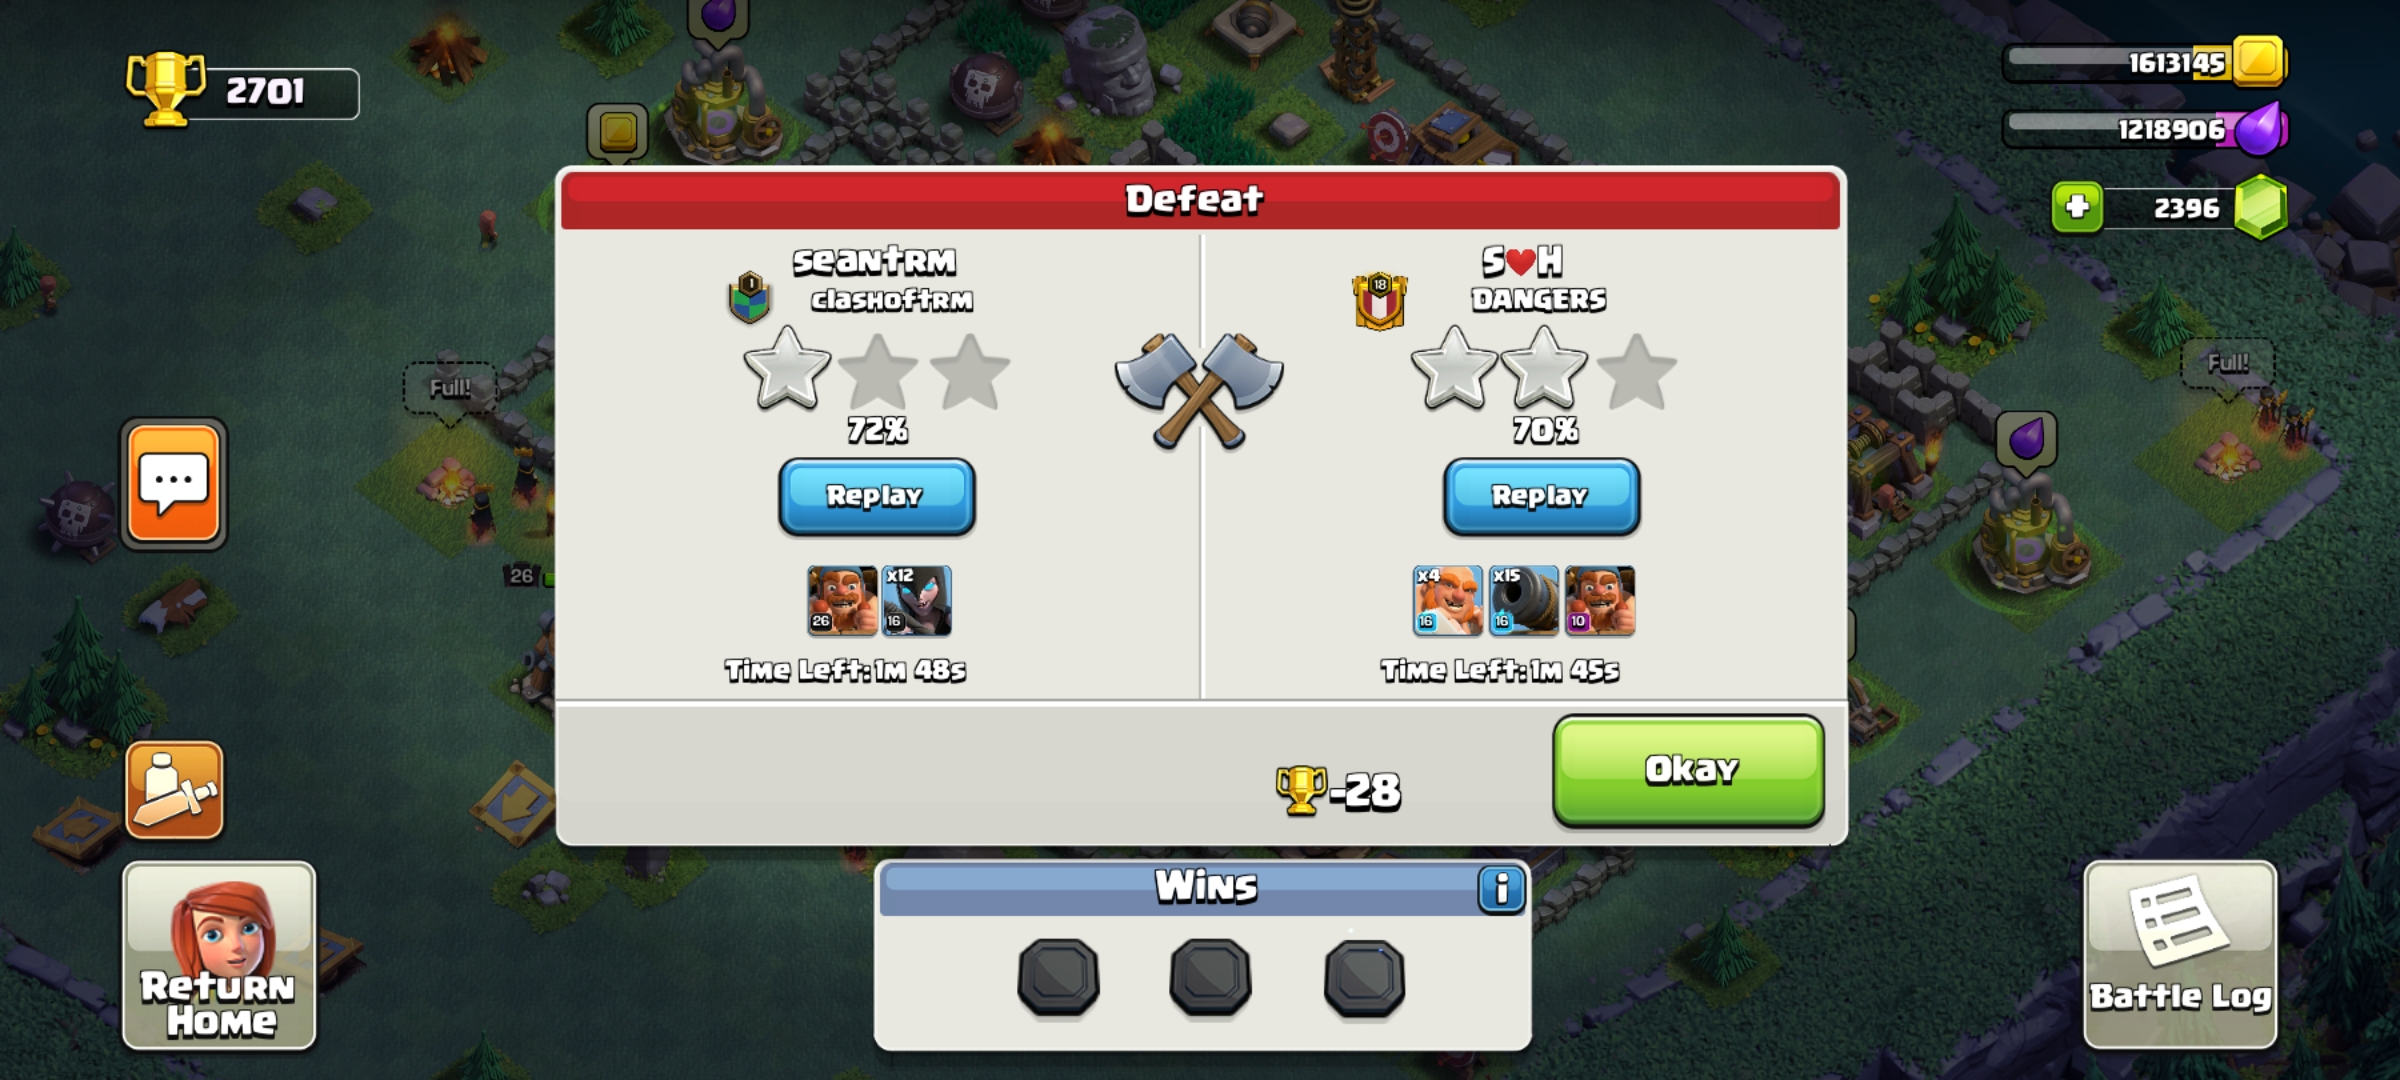 2701
1613145
1218906
2396
Defeat
seantrm
clashoftrm
1
S❤️H
DANGERS
18
72%
70%
Replay
Replay
26
x12
16
x4
16
x15
16
10
Time Left:1m 48s
Time Left:1m 45s
-28
Okay
Full!
Full!
26
Wins
i
Return
Home
Battle Log